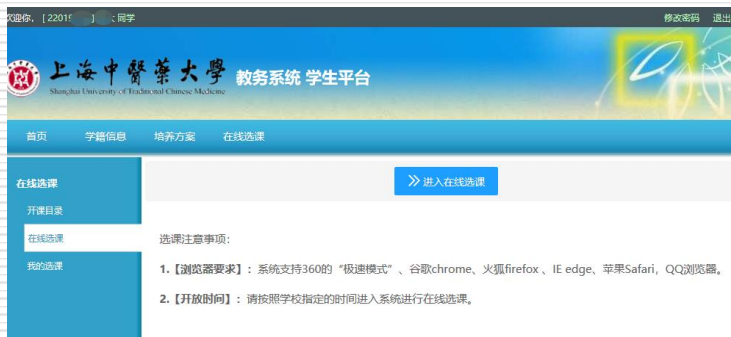 欢迎你, [ 2201 ] 同学
修改密码 退出
上海中醫藥大學 教务系统 学生平台
Shanghai University of Traditional Chinese Medicine
首页 学籍信息 培养方案 在线选课
在线选课
开课目录
在线选课
我的选课
进入在线选课
选课注意事项:
1.【浏览器要求】: 系统支持360的“极速模式”、谷歌chrome、火狐firefox 、IE edge、苹果Safari，QQ浏览器。
2.【开放时间】: 请按照学校指定的时间进入系统进行在线选课。